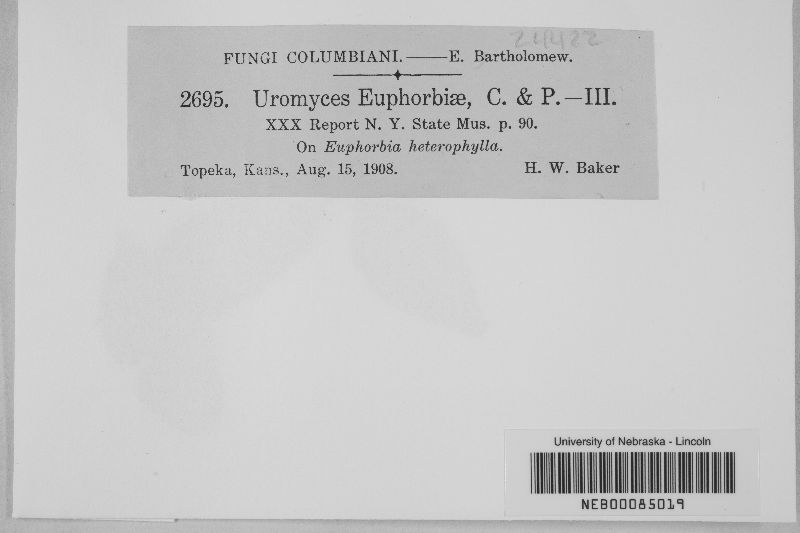 21422
FUNGI COLUMBIANI.——E. Bartholomew.
2695. Uromyces Euphorbiæ, C. & P.—III.
XXX Report N. Y. State Mus. p. 90.
On Euphorbia heterophylla.
Topeka, Kans., Aug. 15, 1908. H. W. Baker
University of Nebraska - Lincoln
NEB00085019